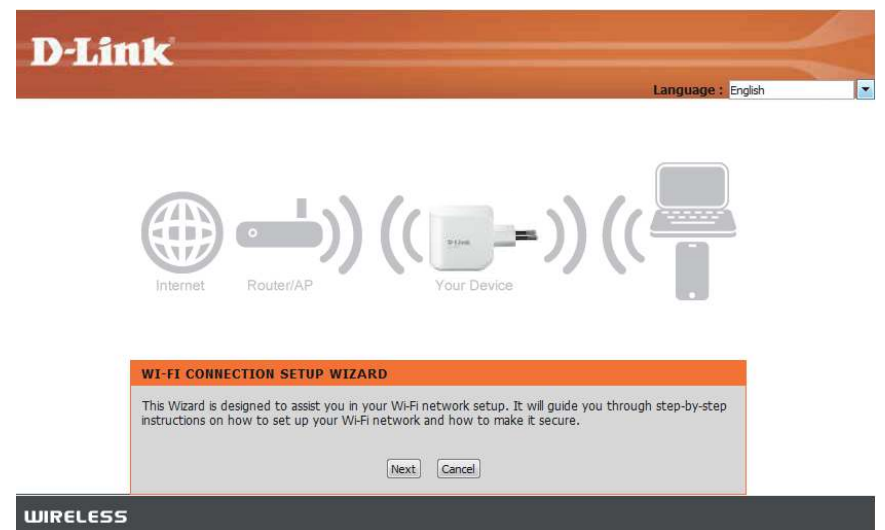 D-Link
Language : English
D-Link
Internet Router/AP Your Device
WI-FI CONNECTION SETUP WIZARD
This Wizard is designed to assist you in your Wi-Fi network setup. It will guide you through step-by-step
instructions on how to set up your Wi-Fi network and how to make it secure.
Next Cancel
WIRELESS